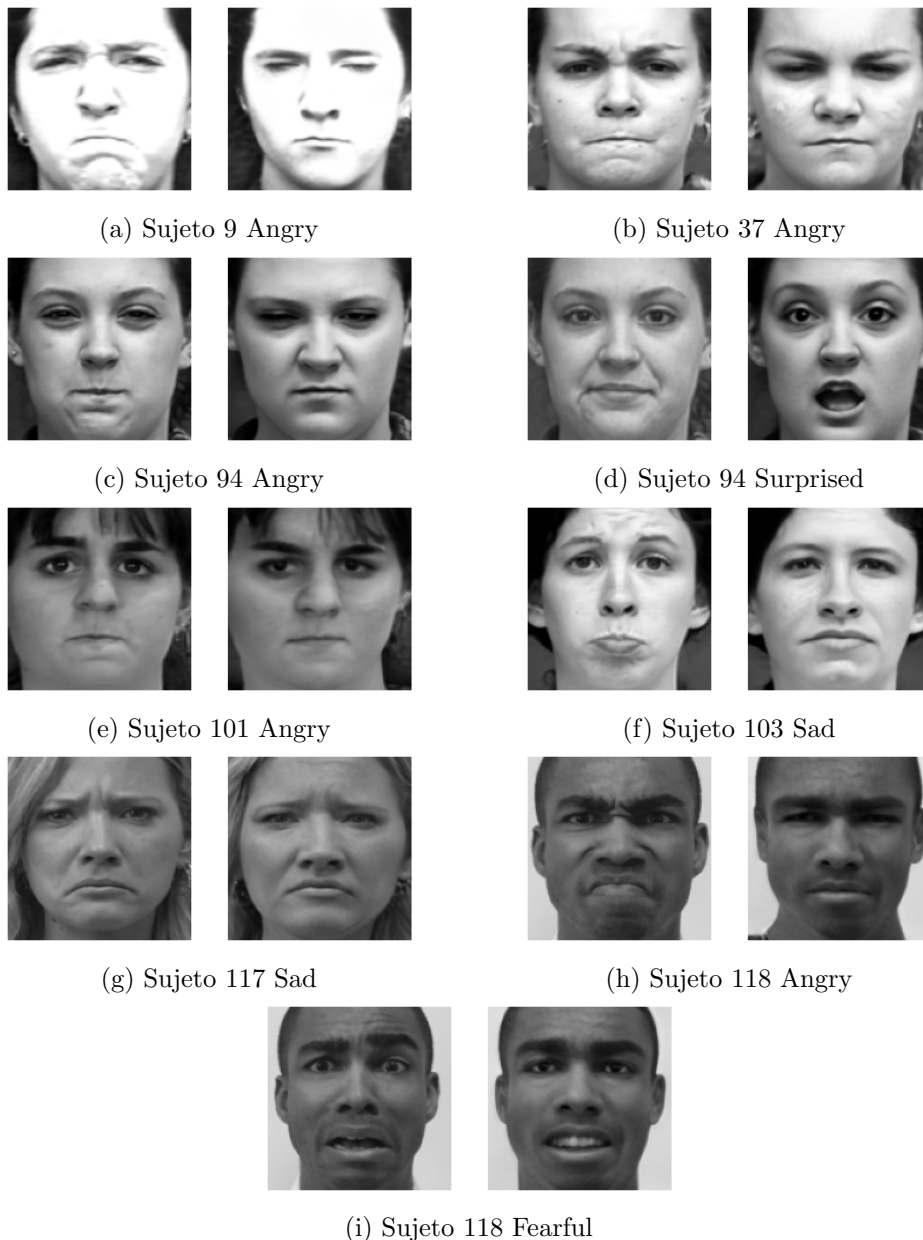 (a) Sujeto 9 Angry
(b) Sujeto 37 Angry
(c) Sujeto 94 Angry
(d) Sujeto 94 Surprised
(e) Sujeto 101 Angry
(f) Sujeto 103 Sad
(g) Sujeto 117 Sad
(h) Sujeto 118 Angry
(i) Sujeto 118 Fearful